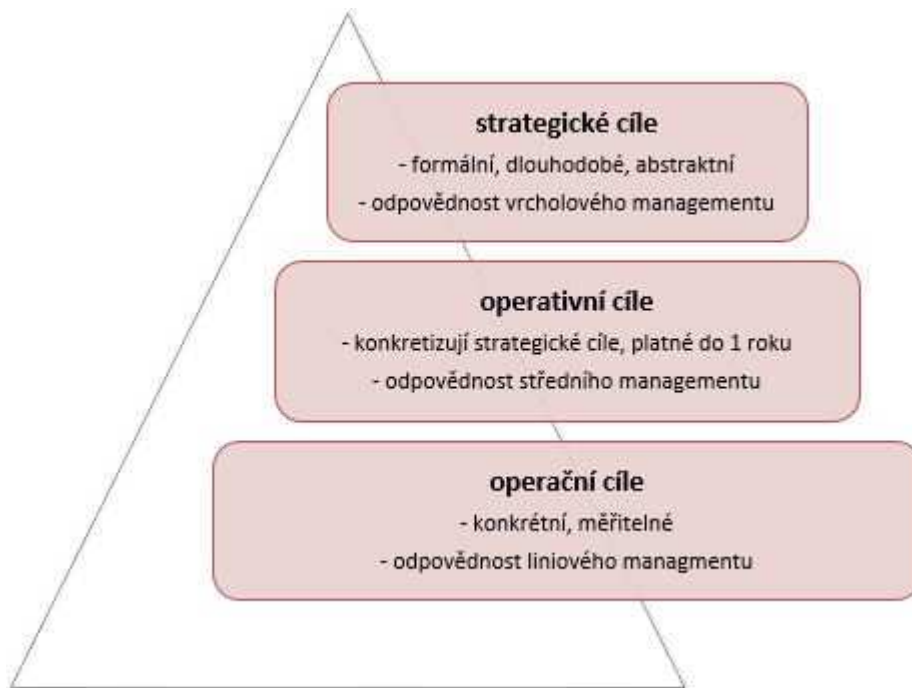 strategické cíle
- formální, dlouhodobé, abstraktní
- odpovědnost vrcholového managementu
operativní cíle
- konkretizují strategické cíle, platné do 1 roku
- odpovědnost středního managementu
operační cíle
- konkrétní, měřitelné
- odpovědnost liniového managmentu